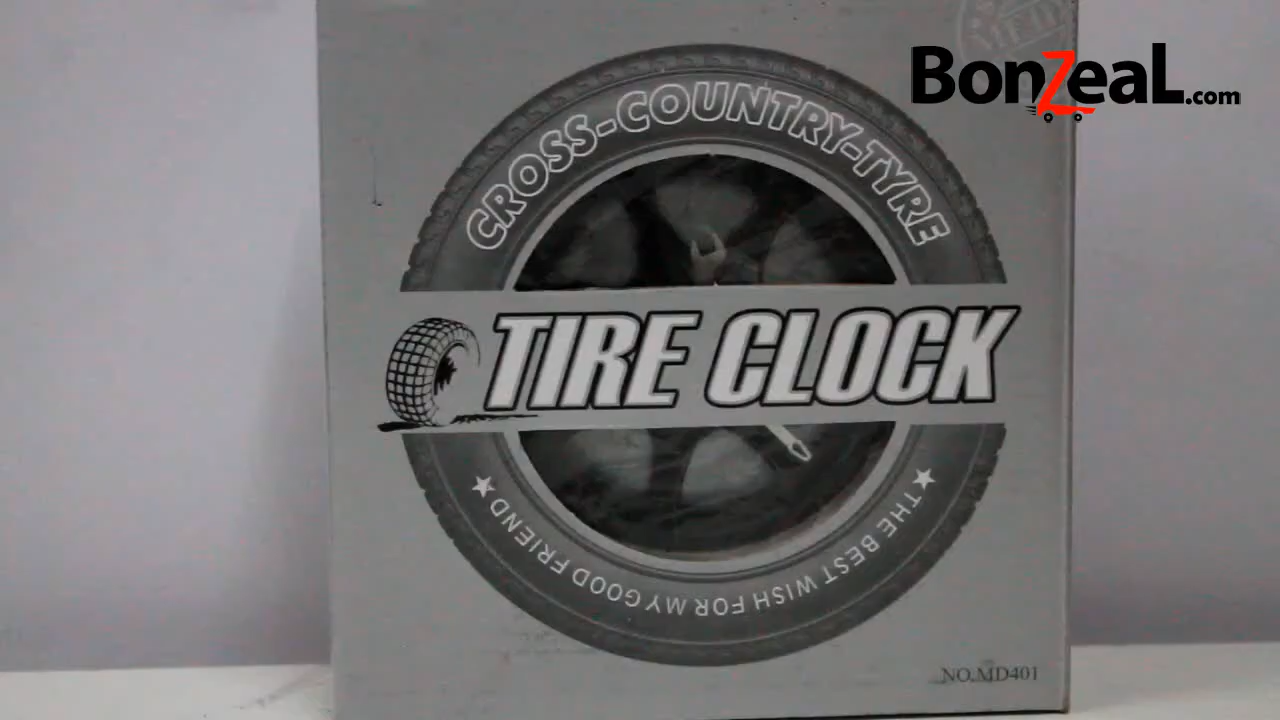 BonZeaL.com
CROSS-COUNTRY-TYRE
TIRE CLOCK
★ THE BEST WISH FOR MY GOOD FRIEND ★
NO.MD401